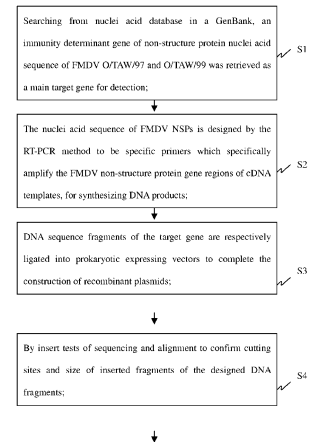 Searching from nuclei acid database in a GenBank, an
immunity determinant gene of non-structure protein nuclei acid
sequence of FMDV O/TAW/97 and O/TAW/99 was retrieved as
a main target gene for detection;
S1
The nucleic acid sequence of FMDV NSPs is designed by the
RT-PCR method to be specific primers which specifically
amplify the FMDV non-structure protein gene regions of cDNA
templates, for synthesizing DNA products;
S2
DNA sequence fragments of the target gene are respectively
ligated into prokaryotic expressing vectors to complete the
construction of recombinant plasmids;
S3
By insert tests of sequencing and alignment to confirm cutting
sites and size of inserted fragments of the designed DNA
fragments;
S4